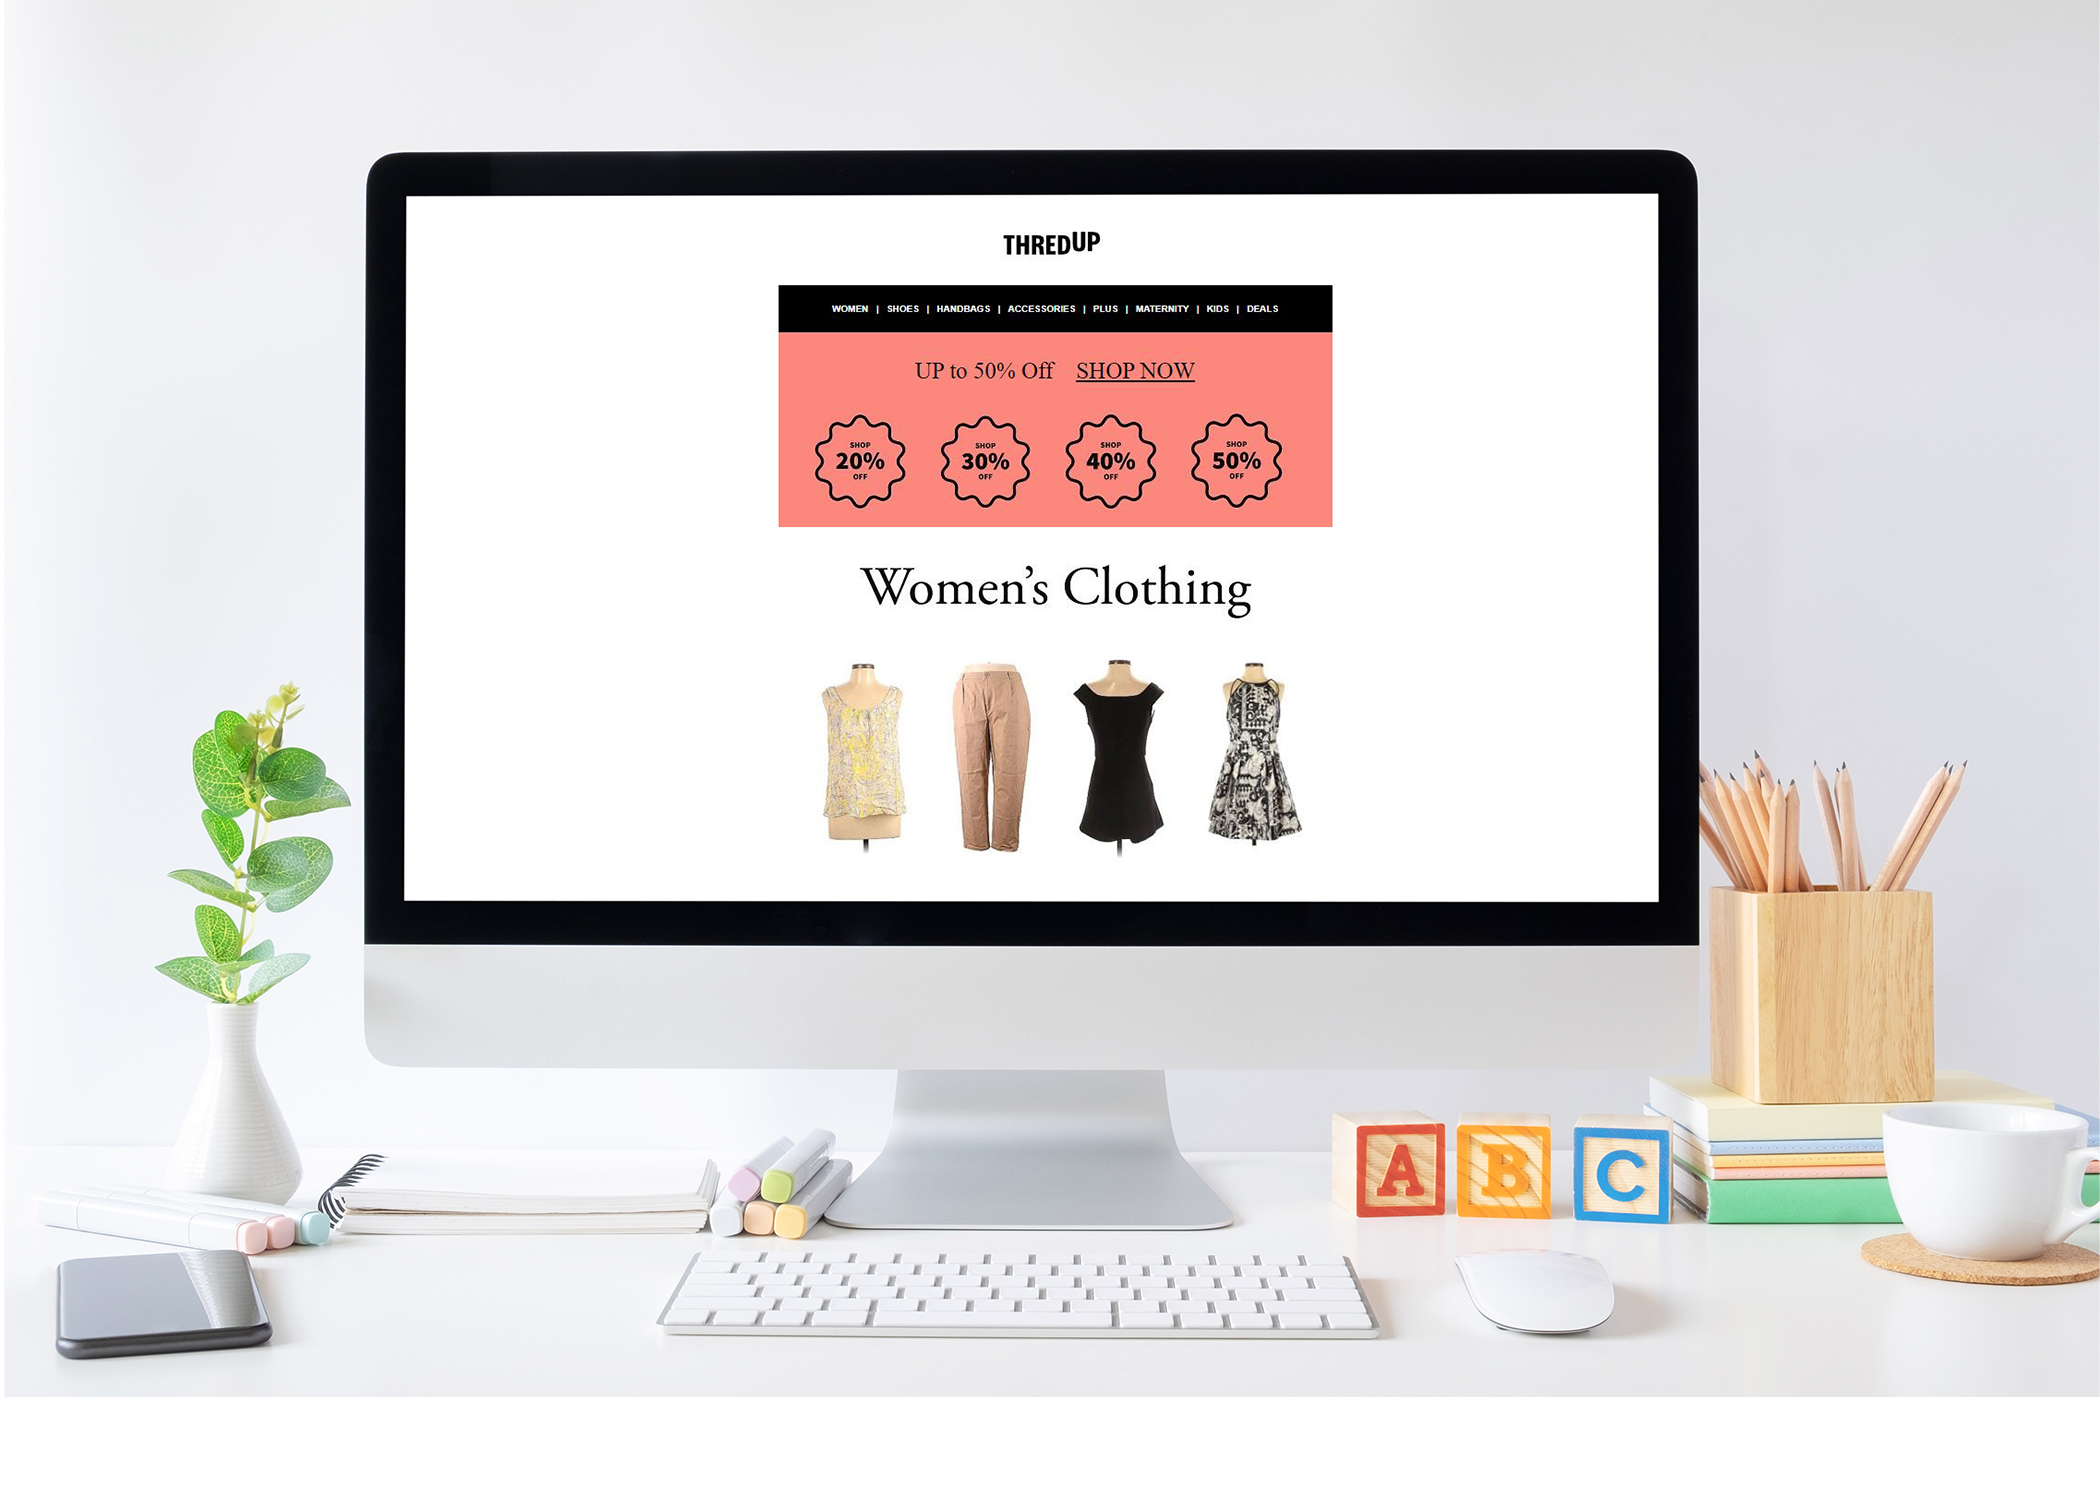 THREDUP
WOMEN | SHOES | HANDBAGS | ACCESSORIES | PLUS | MATERNITY | KIDS | DEALS
UP to 50% Off SHOP NOW
SHOP
20%
OFF
SHOP
30%
OFF
SHOP
40%
OFF
SHOP
50%
OFF
Women’s Clothing
A B C